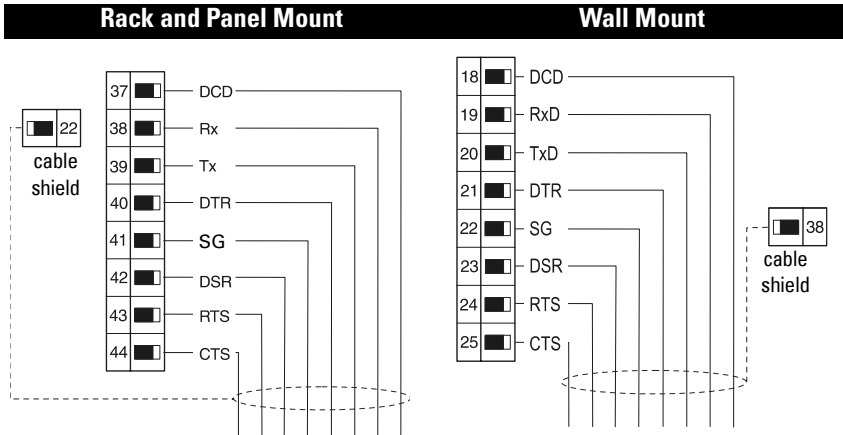 Rack and Panel Mount
37 DCD
38 Rx
39 Tx
40 DTR
41 SG
42 DSR
43 RTS
44 CTS
22
cable
shield
Wall Mount
18 DCD
19 RxD
20 TxD
21 DTR
22 SG
23 DSR
24 RTS
25 CTS
38
cable
shield